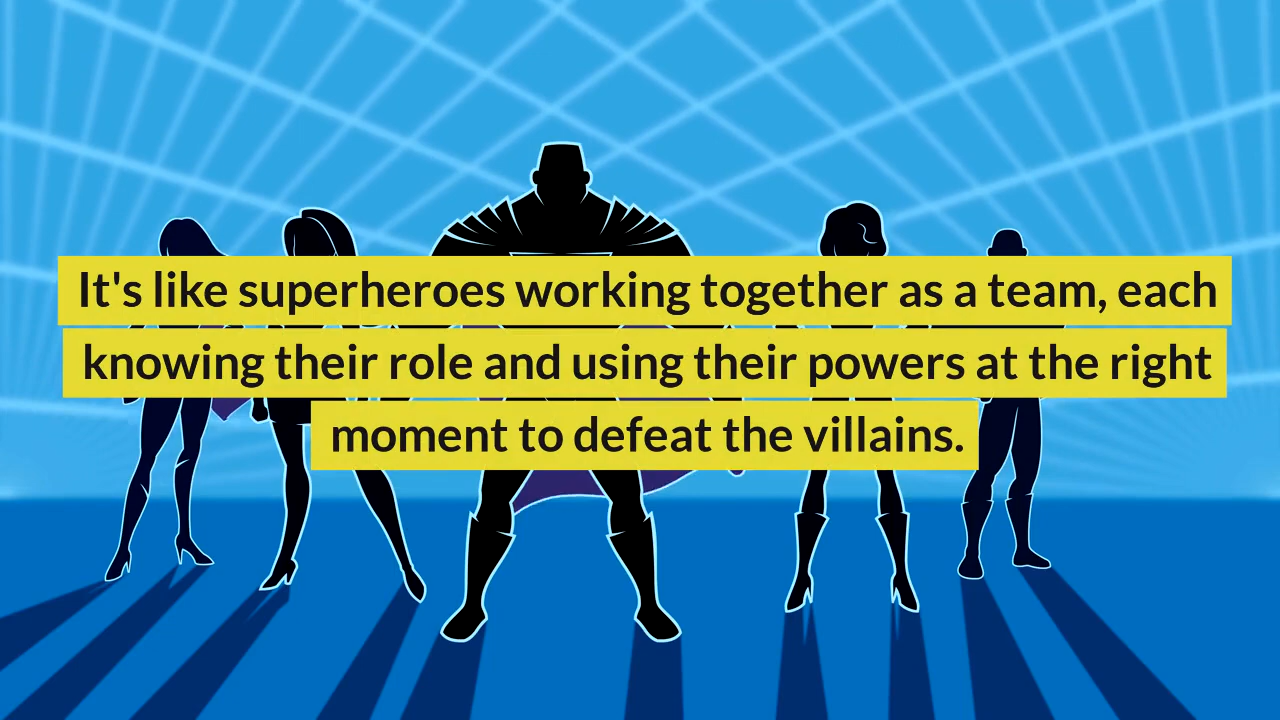 It's like superheroes working together as a team, each
knowing their role and using their powers at the right
moment to defeat the villains.